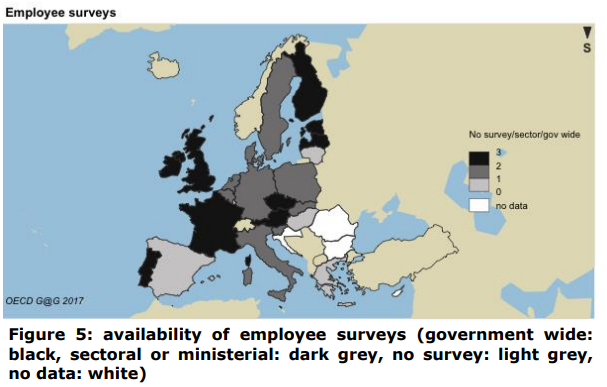 Employee surveys
S
No survey/sector/gov wide
3
2
1
0
no data
OECD G@G 2017
Figure 5: availability of employee surveys (government wide:
black, sectoral or ministerial: dark grey, no survey: light grey,
no data: white)